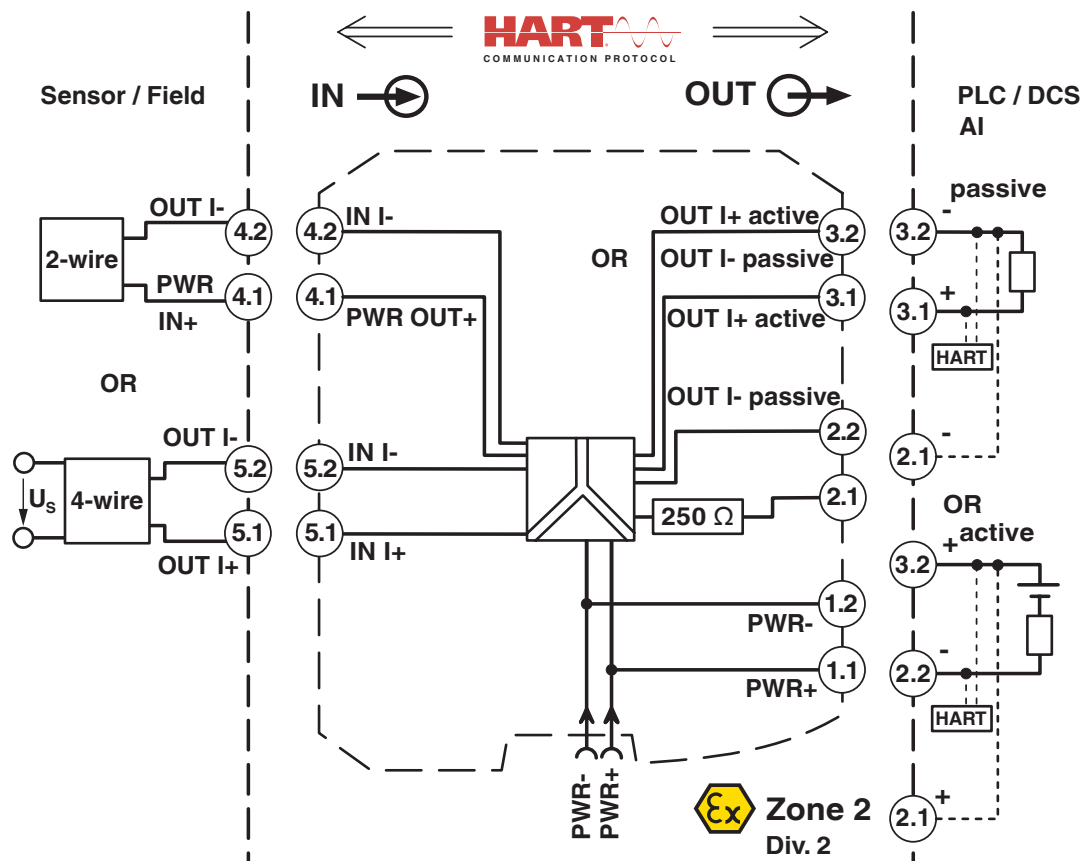 HART
COMMUNICATION PROTOCOL
Sensor / Field
IN
OUT
PLC / DCS
AI
2-wire
OUT I-
4.2
PWR
IN+
4.1
OR
4-wire
Us
OUT I-
5.2
OUT I+
5.1
4.2
IN I-
4.1
PWR OUT+
5.2
IN I-
5.1
IN I+
OUT I+ active
3.2
OR
OUT I- passive
3.1
OUT I+ active
OUT I- passive
2.2
2.1
250 Ω
1.2
PWR-
1.1
PWR+
PWR-
PWR+
Ex
Zone 2
Div. 2
passive
3.2
-
3.1
+
HART
2.1
-
OR
active
3.2
+
2.2
-
HART
2.1
+